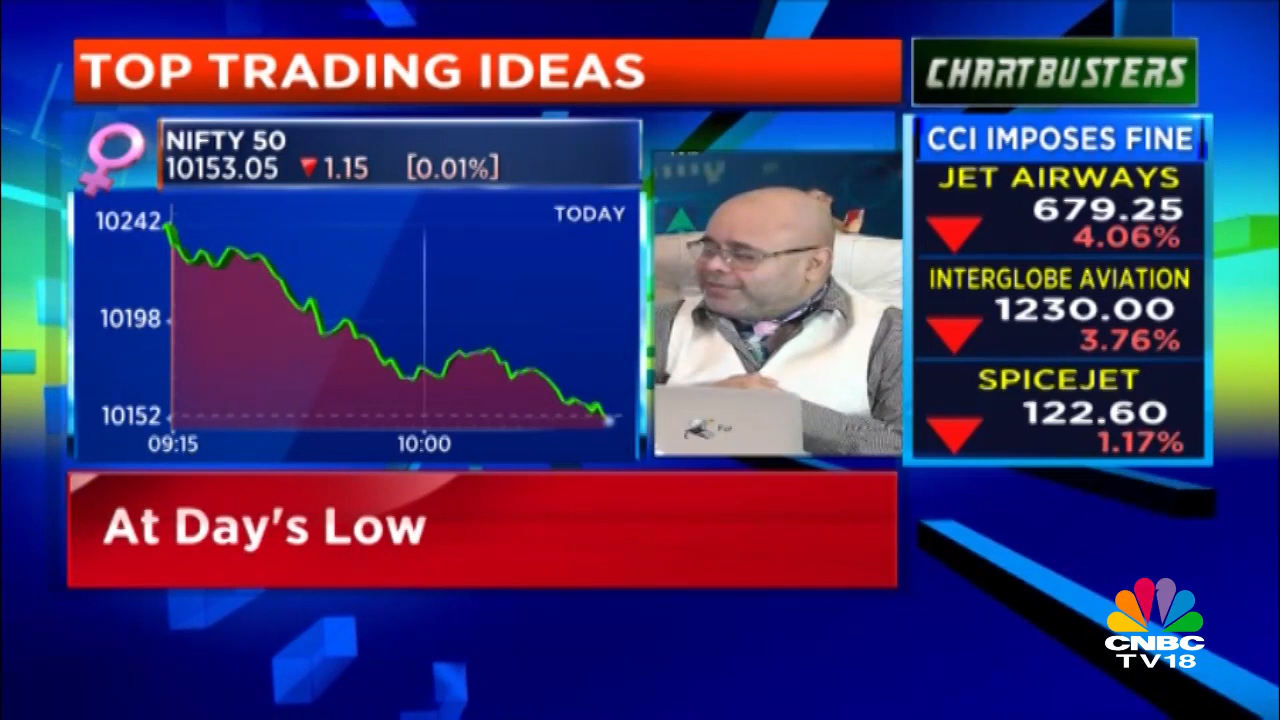 TOP TRADING IDEAS
CHARTBUSTERS
NIFTY 50
10153.05 1.15 [0.01%]
TODAY
10242
10198
10152
09:15 10:00
CCI IMPOSES FINE
JET AIRWAYS
679.25
4.06%
INTERGLOBE AVIATION
1230.00
3.76%
SPICEJET
122.60
1.17%
At Day's Low
CNBC
TV18